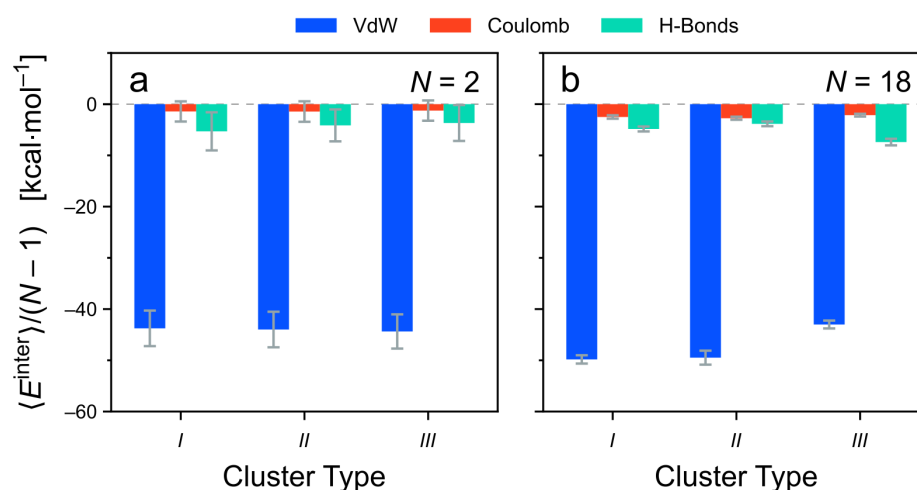 VdW Coulomb H-Bonds
a N = 2
b N = 18
⟨E^inter⟩/(N − 1) [kcal·mol⁻¹]
0
−20
−40
−60
I II III
I II III
Cluster Type
Cluster Type